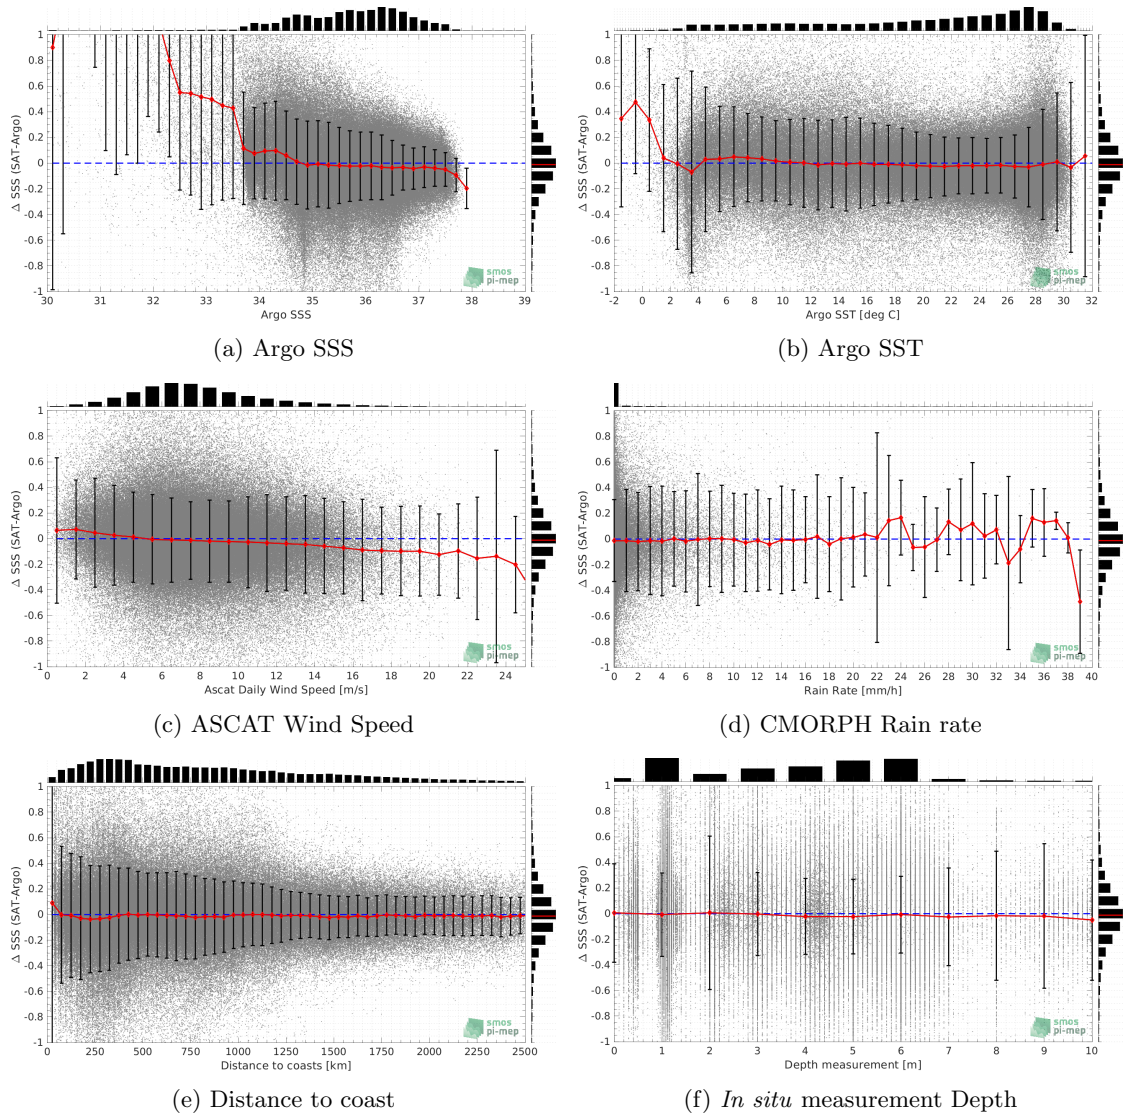 1
0.8
0.6
0.4
0.2
0
-0.2
-0.4
-0.6
-0.8
-1
Δ SSS (SAT-Argo)
30 31 32 33 34 35 36 37 38 39
Argo SSS
smos
pi-mep
(a) Argo SSS
1
0.8
0.6
0.4
0.2
0
-0.2
-0.4
-0.6
-0.8
-1
Δ SSS (SAT-Argo)
-2 0 2 4 6 8 10 12 14 16 18 20 22 24 26 28 30 32
Argo SST [deg C]
smos
pi-mep
(b) Argo SST
1
0.8
0.6
0.4
0.2
0
-0.2
-0.4
-0.6
-0.8
-1
Δ SSS (SAT-Argo)
0 2 4 6 8 10 12 14 16 18 20 22 24
Ascat Daily Wind Speed [m/s]
smos
pi-mep
(c) ASCAT Wind Speed
1
0.8
0.6
0.4
0.2
0
-0.2
-0.4
-0.6
-0.8
-1
Δ SSS (SAT-Argo)
0 2 4 6 8 10 12 14 16 18 20 22 24 26 28 30 32 34 36 38 40
Rain Rate [mm/h]
smos
pi-mep
(d) CMORPH Rain rate
1
0.8
0.6
0.4
0.2
0
-0.2
-0.4
-0.6
-0.8
-1
Δ SSS (SAT-Argo)
0 250 500 750 1000 1250 1500 1750 2000 2250 2500
Distance to coasts [km]
smos
pi-mep
(e) Distance to coast
1
0.8
0.6
0.4
0.2
0
-0.2
-0.4
-0.6
-0.8
-1
Δ SSS (SAT-Argo)
0 1 2 3 4 5 6 7 8 9 10
Depth measurement [m]
smos
pi-mep
(f) In situ measurement Depth